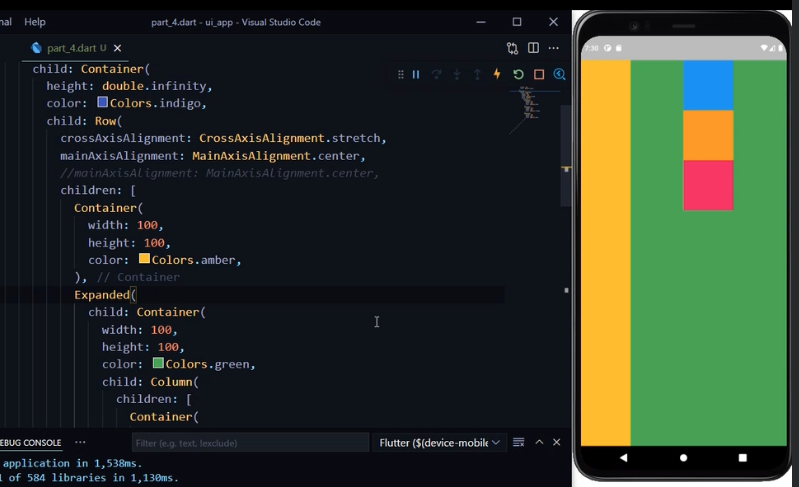 nal Help part_4.dart - ui_app - Visual Studio Code
part_4.dart U
child: Container(
height: double.infinity,
color: Colors.indigo,
child: Row(
crossAxisAlignment: CrossAxisAlignment.stretch,
mainAxisAlignment: MainAxisAlignment.center,
//mainAxisAlignment: MainAxisAlignment.center,
children: [
Container(
width: 100,
height: 100,
color: Colors.amber,
), // Container
Expanded(
child: Container(
width: 100,
height: 100,
color: Colors.green,
child: Column(
children: [
Container(
EBUG CONSOLE ... Filter (e.g. text, !exclude) Flutter ($(device-mobile
application in 1,538ms.
1 of 584 libraries in 1,130ms.
7:30